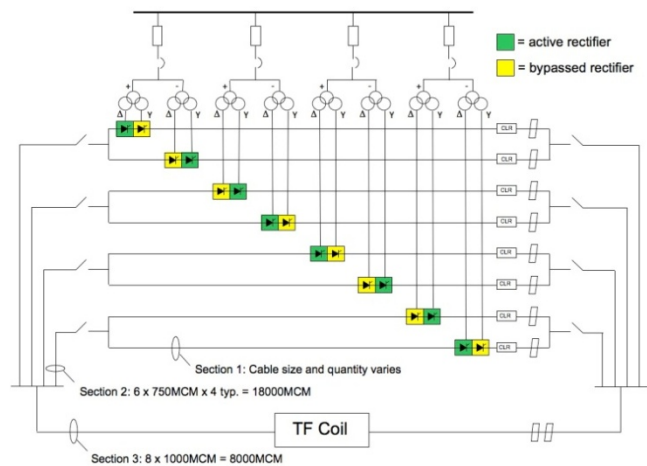 = active rectifier
= bypassed rectifier
+ - + - + - + -
Δ Y Δ Y Δ Y Δ Y Δ Y Δ Y Δ Y Δ Y
CLR
CLR
CLR
CLR
CLR
CLR
CLR
CLR
Section 1: Cable size and quantity varies
Section 2: 6 x 750MCM x 4 typ. = 18000MCM
TF Coil
Section 3: 8 x 1000MCM = 8000MCM